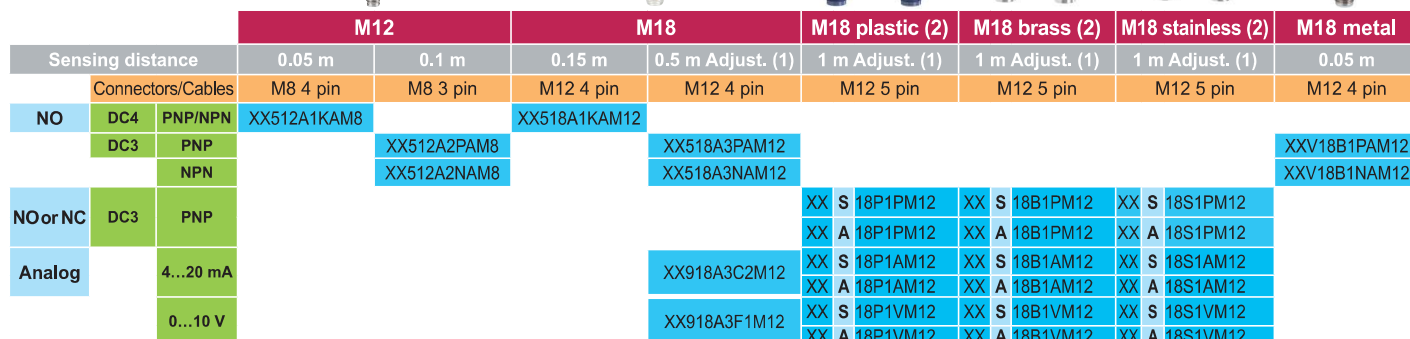 M12 M18 M18 plastic (2) M18 brass (2) M18 stainless (2) M18 metal
Sensing distance 0.05 m 0.1 m 0.15 m 0.5 m Adjust. (1) 1 m Adjust. (1) 1 m Adjust. (1) 1 m Adjust. (1) 0.05 m
Connectors/Cables M8 4 pin M8 3 pin M12 4 pin M12 4 pin M12 5 pin M12 5 pin M12 5 pin M12 4 pin
NO DC4 PNP/NPN XX512A1KAM8 XX518A1KAM12
DC3 PNP XX512A2PAM8 XX518A3PAM12 XXV18B1PAM12
NPN XX512A2NAM8 XX518A3NAM12 XXV18B1NAM12
XX S 18P1PM12 XX S 18B1PM12 XX S 18S1PM12
NO or NC DC3 PNP
XX A 18P1PM12 XX A 18B1PM12 XX A 18S1PM12
XX S 18P1AM12 XX S 18B1AM12 XX S 18S1AM12
Analog 4…20 mA XX918A3C2M12
XX A 18P1AM12 XX A 18B1AM12 XX A 18S1AM12
XX S 18P1VM12 XX S 18B1VM12 XX S 18S1VM12
0…10 V XX918A3F1M12
XX A 18P1VM12 XX A 18B1VM12 XX A 18S1VM12